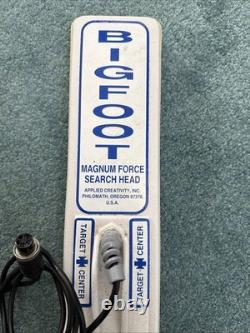 BIGFOOT
MAGNUM FORCE
SEARCH HEAD
APPLIED CREATIVITY, INC.
PHILOMATH, OREGON 97370
U.S.A.
TARGET CENTER
TARGET CENTER